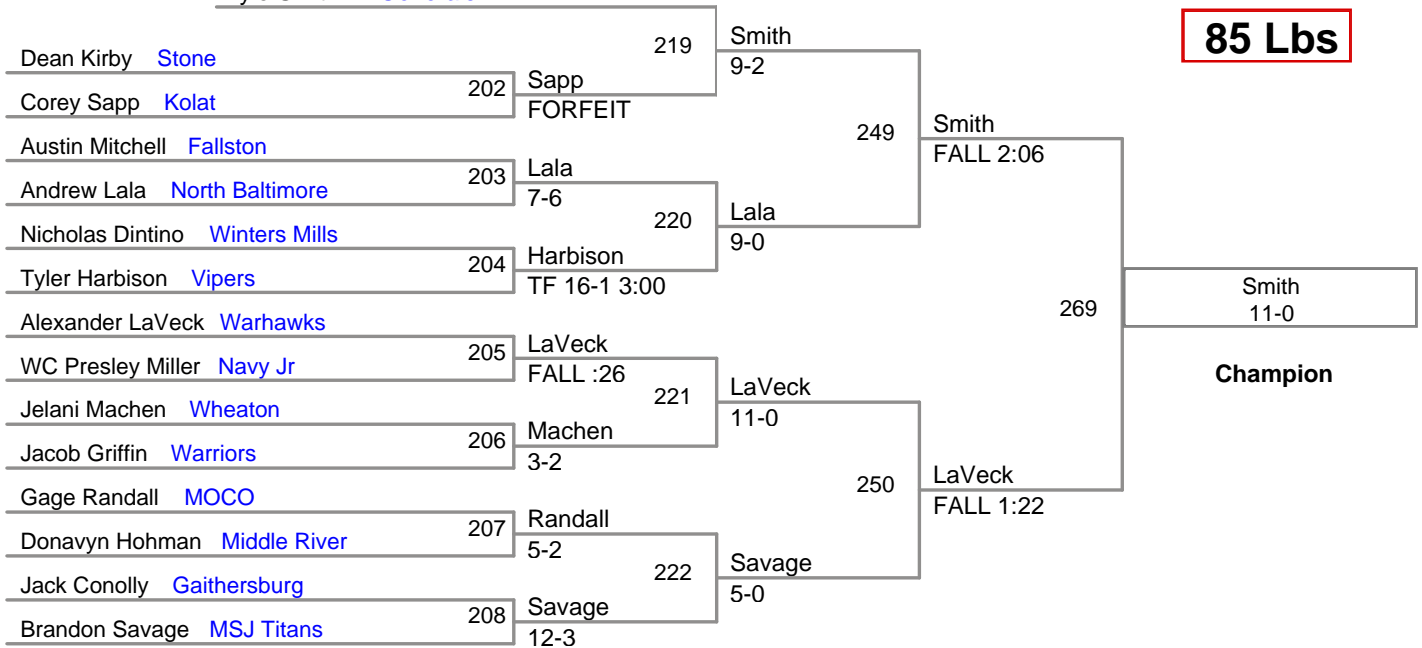 85 Lbs
Dean Kirby Stone
Corey Sapp Kolat
Austin Mitchell Fallston
Andrew Lala North Baltimore
Nicholas Dintino Winters Mills
Tyler Harbison Vipers
Alexander LaVeck Warhawks
WC Presley Miller Navy Jr
Jelani Machen Wheaton
Jacob Griffin Warriors
Gage Randall MOCO
Donavyn Hohman Middle River
Jack Conolly Gaithersburg
Brandon Savage MSJ Titans
202
Sapp
FORFEIT
203
Lala
7-6
204
Harbison
TF 16-1 3:00
205
LaVeck
FALL :26
206
Machen
3-2
207
Randall
5-2
208
Savage
12-3
219
Smith
9-2
220
Lala
9-0
221
LaVeck
11-0
222
Savage
5-0
249
Smith
FALL 2:06
250
LaVeck
FALL 1:22
269
Smith
11-0
Champion